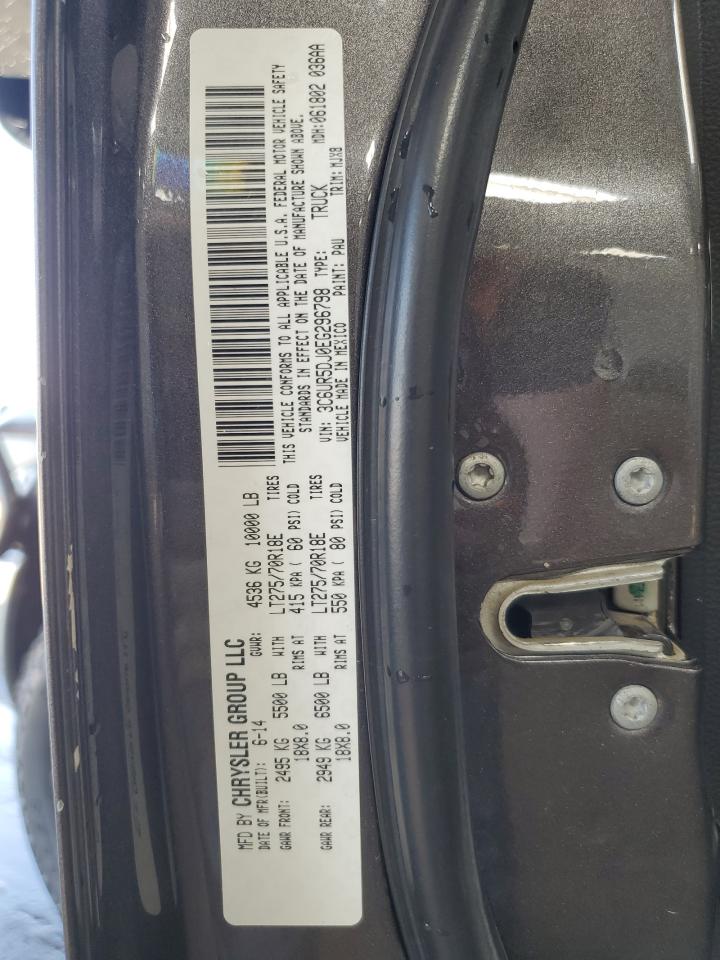 MFD BY CHRYSLER GROUP LLC
DATE OF MFR(BUILT): 6-14 GVWR: 4536 KG 10000 LB
GAWR FRONT: 2495 KG 5500 LB WITH LT275/70R18E TIRES
18X8.0 RIMS AT 415 KPA ( 60 PSI) COLD
GAWR REAR: 2949 KG 6500 LB WITH LT275/70R18E TIRES
18X8.0 RIMS AT 550 KPA ( 80 PSI) COLD
THIS VEHICLE CONFORMS TO ALL APPLICABLE U.S.A. FEDERAL MOTOR VEHICLE SAFETY
STANDARDS IN EFFECT ON THE DATE OF MANUFACTURE SHOWN ABOVE.
VIN: 3C6UR5DJ0EG296798 TYPE: TRUCK MDH:061802 036AA
VEHICLE MADE IN MEXICO PAINT: PAU TRIM: MJX8